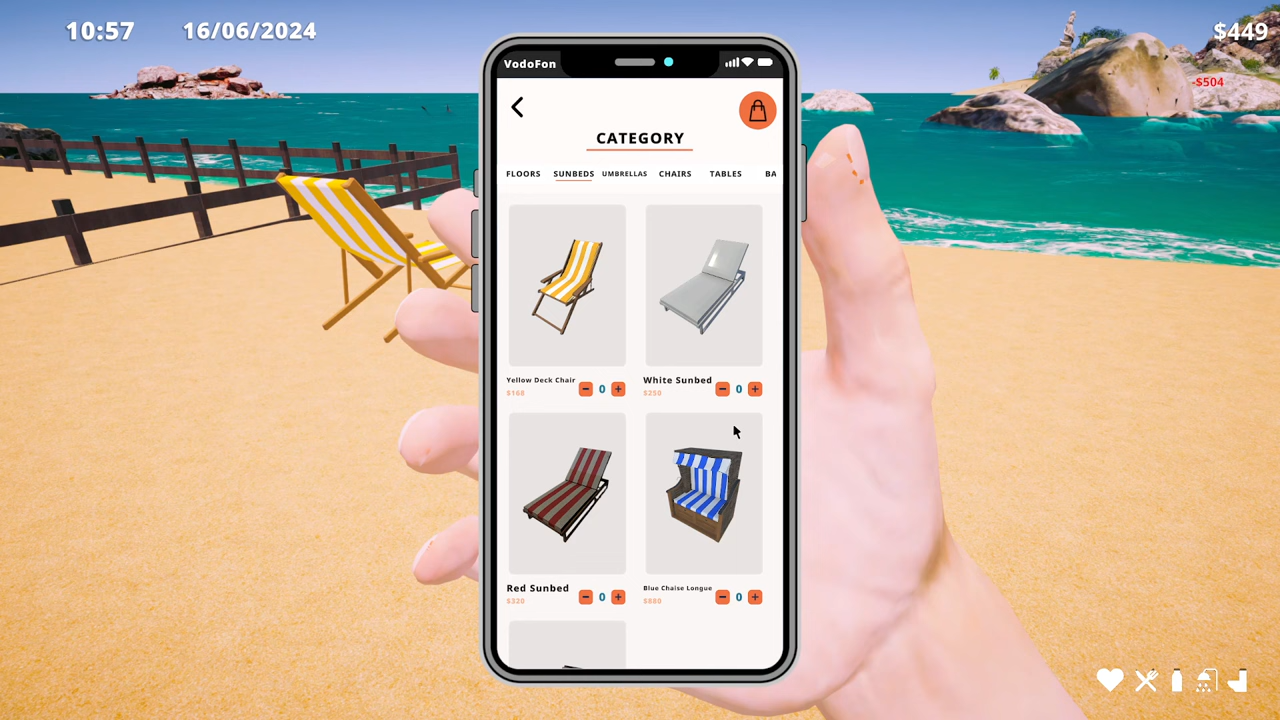 10:57 16/06/2024
$449
-$504
VodoFon
CATEGORY
FLOORS SUNBEDS UMBRELLAS CHAIRS TABLES BA
Yellow Deck Chair
$168
0
White Sunbed
$250
0
Red Sunbed
$320
0
Blue Chaise Longue
$880
0